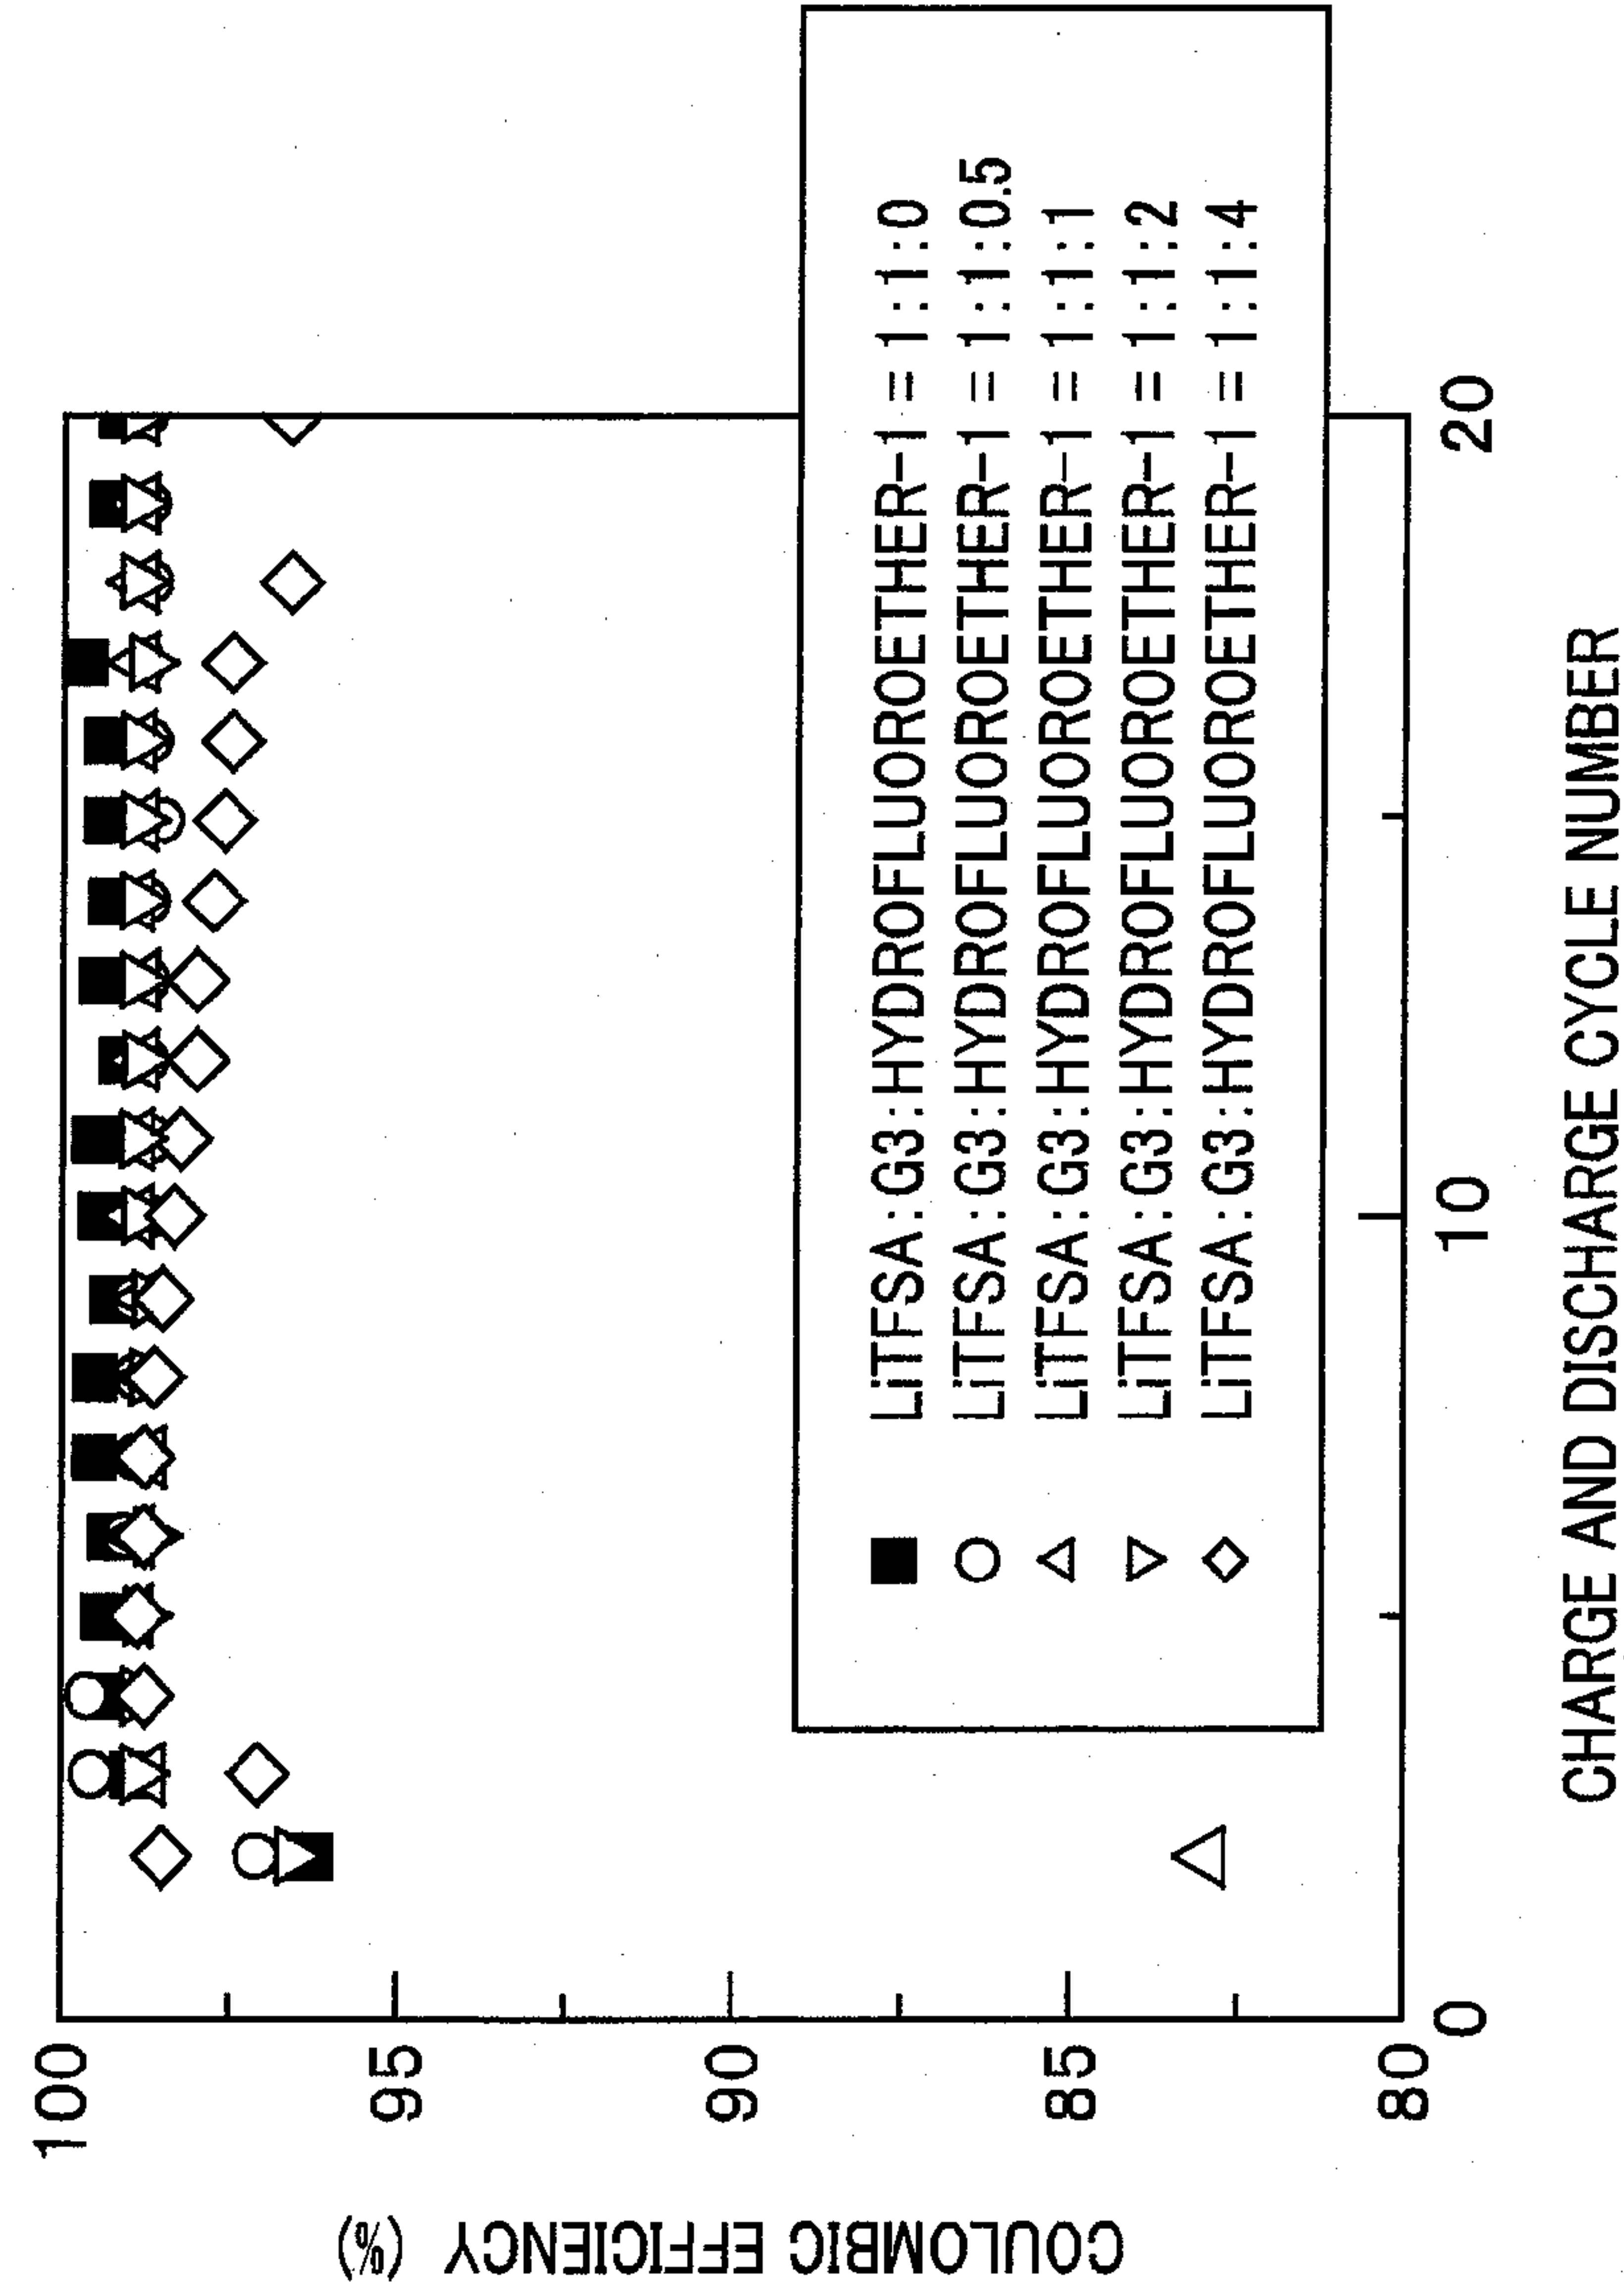 COULOMBIC EFFICIENCY (%)
100
95
90
85
80
LiTFSA:G3:HYDROFLUOROETHER-1 = 1:1:0
LiTFSA:G3:HYDROFLUOROETHER-1 = 1:1:0.5
LiTFSA:G3:HYDROFLUOROETHER-1 = 1:1:1
LiTFSA:G3:HYDROFLUOROETHER-1 = 1:1:2
LiTFSA:G3:HYDROFLUOROETHER-1 = 1:1:4
0
10
20
CHARGE AND DISCHARGE CYCLE NUMBER